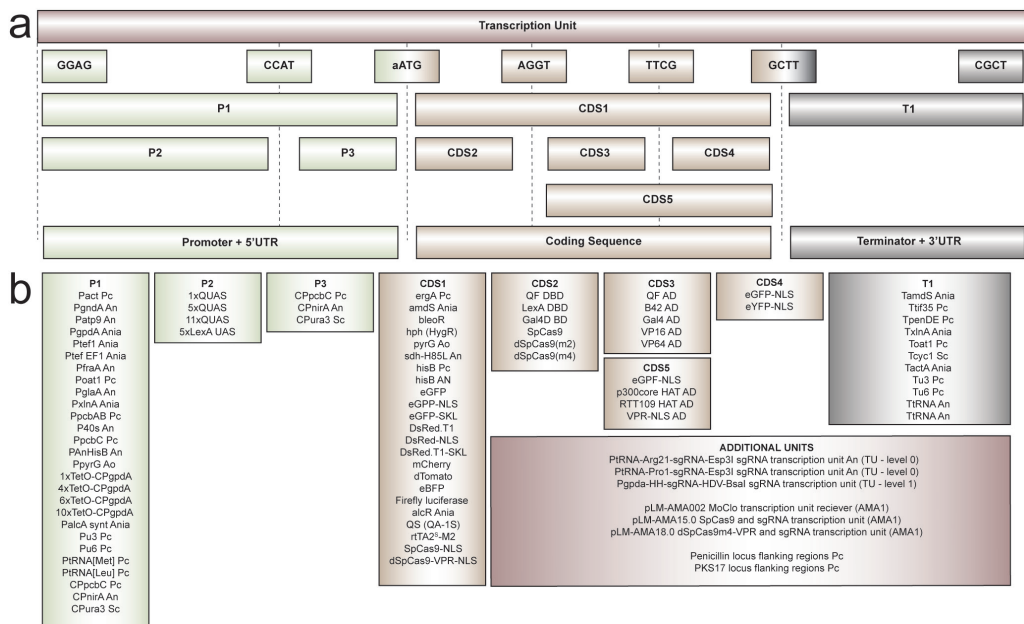 a
Transcription Unit
GGAG
CCAT
aATG
AGGT
TTCG
GCTT
CGCT
P1
CDS1
T1
P2
P3
CDS2
CDS3
CDS4
CDS5
Promoter + 5'UTR
Coding Sequence
Terminator + 3'UTR
b
P1
Pact Pc
PgndA An
Patp9 An
PgpdA Ania
Ptef1 Ania
Ptef EF1 Ania
PfraA An
Poat1 Pc
PglaA An
PxlnA Ania
PpcbAB Pc
P40s An
PpcbC Pc
PAnHisB An
PpyrG Ao
1xTetO-CPgpdA
4xTetO-CPgpdA
6xTetO-CPgpdA
10xTetO-CPgpdA
PalcA synt Ania
Pu3 Pc
Pu6 Pc
PtRNA[Met] Pc
PtRNA[Leu] Pc
CPpcbC Pc
CPnirA An
CPura3 Sc
P2
1xQUAS
5xQUAS
11xQUAS
5xLexA UAS
P3
CPpcbC Pc
CPnirA An
CPura3 Sc
CDS1
ergA Pc
amdS Ania
bleoR
hph (HygR)
pyrG Ao
sdh-H85L An
hisB Pc
hisB AN
eGFP
eGPP-NLS
eGFP-SKL
DsRed.T1
DsRed-NLS
DsRed.T1-SKL
mCherry
dTomato
eBFP
Firefly luciferase
alcR Ania
QS (QA-1S)
rtTA2ˢ-M2
SpCas9-NLS
dSpCas9-VPR-NLS
CDS2
QF DBD
LexA DBD
Gal4D BD
SpCas9
dSpCas9(m2)
dSpCas9(m4)
CDS3
QF AD
B42 AD
Gal4 AD
VP16 AD
VP64 AD
CDS5
eGPF-NLS
p300core HAT AD
RTT109 HAT AD
VPR-NLS AD
CDS4
eGFP-NLS
eYFP-NLS
T1
TamdS Ania
Ttif35 Pc
TpenDE Pc
TxlnA Ania
Toat1 Pc
Tcyc1 Sc
TactA Ania
Tu3 Pc
Tu6 Pc
TtRNA An
TtRNA An
ADDITIONAL UNITS
PtRNA-Arg21-sgRNA-Esp3I sgRNA transcription unit An (TU - level 0)
PtRNA-Pro1-sgRNA-Esp3I sgRNA transcription unit An (TU - level 0)
Pgpda-HH-sgRNA-HDV-BsaI sgRNA transcription unit (TU - level 1)
pLM-AMA002 MoClo transcription unit reciever (AMA1)
pLM-AMA15.0 SpCas9 and sgRNA transcription unit (AMA1)
pLM-AMA18.0 dSpCas9m4-VPR and sgRNA transcription unit (AMA1)
Penicillin locus flanking regions Pc
PKS17 locus flanking regions Pc